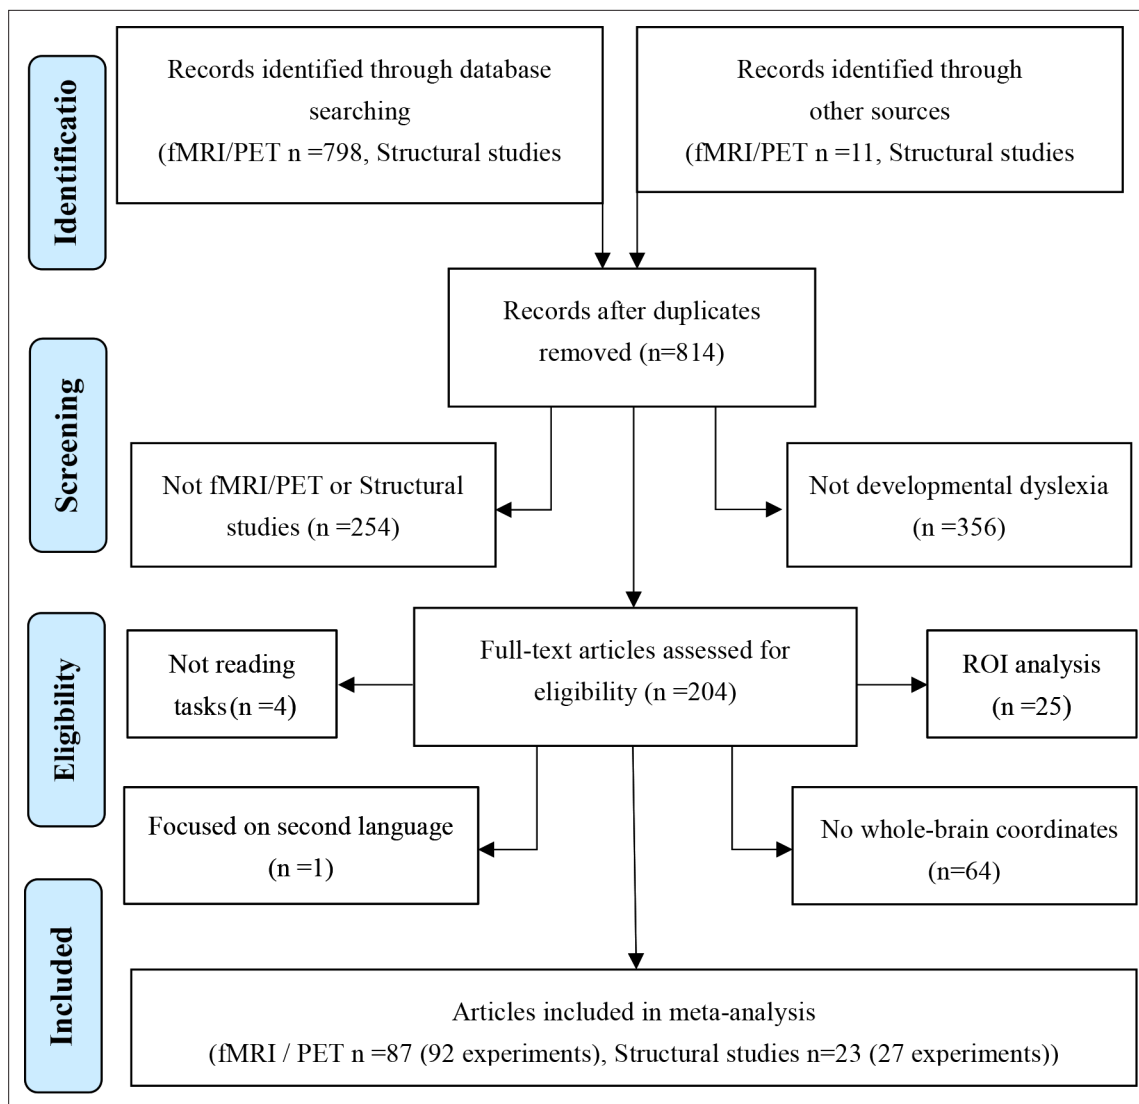 Identificatio
Records identified through database
searching
(fMRI/PET n =798, Structural studies
Records identified through
other sources
(fMRI/PET n =11, Structural studies
Records after duplicates
removed (n=814)
Screening
Not fMRI/PET or Structural
studies (n =254)
Not developmental dyslexia
(n =356)
Eligibility
Full-text articles assessed for
eligibility (n =204)
Not reading
tasks(n =4)
ROI analysis
(n =25)
Focused on second language
(n =1)
No whole-brain coordinates
(n=64)
Included
Articles included in meta-analysis
(fMRI / PET n =87 (92 experiments), Structural studies n=23 (27 experiments))